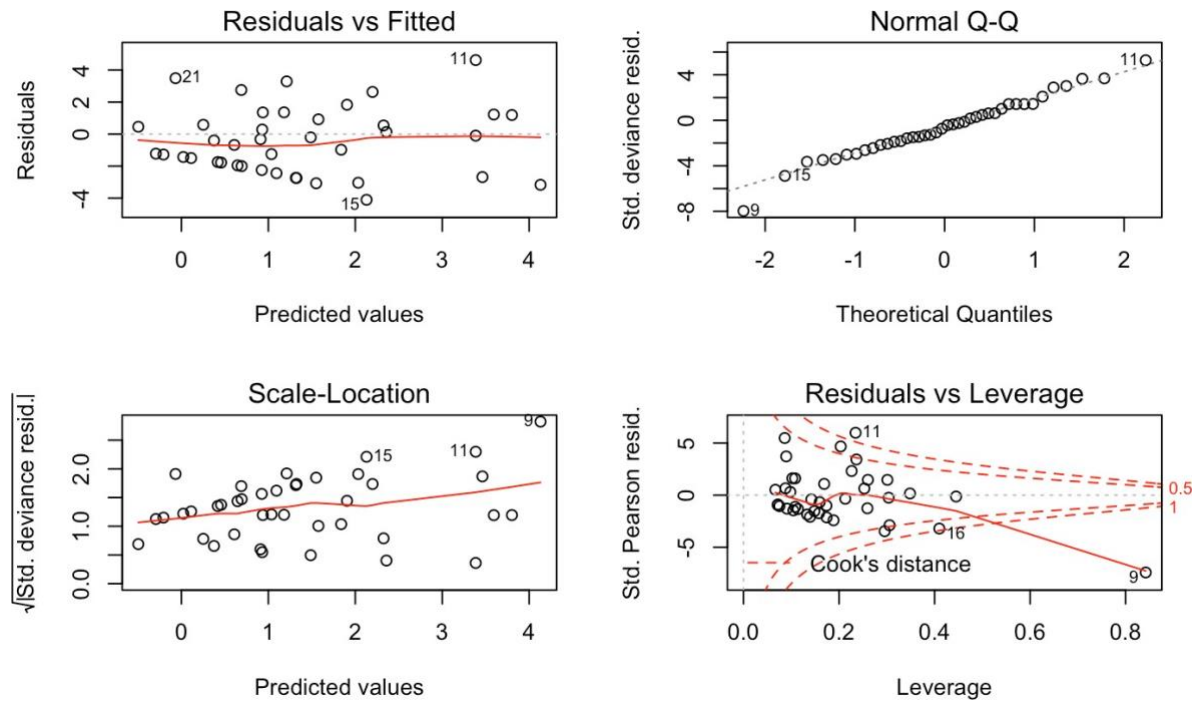 Residuals vs Fitted
Residuals
4
2
0
-4
21
11
15
0 1 2 3 4
Predicted values
Normal Q-Q
Std. deviance resid.
4
0
-4
-8
11
15
9
-2 -1 0 1 2
Theoretical Quantiles
Scale-Location
√|Std. deviance resid.|
2.0
1.0
0.0
9
11
15
0 1 2 3 4
Predicted values
Residuals vs Leverage
Std. Pearson resid.
5
0
-5
11
16
9
0.5
1
Cook's distance
0.0 0.2 0.4 0.6 0.8
Leverage